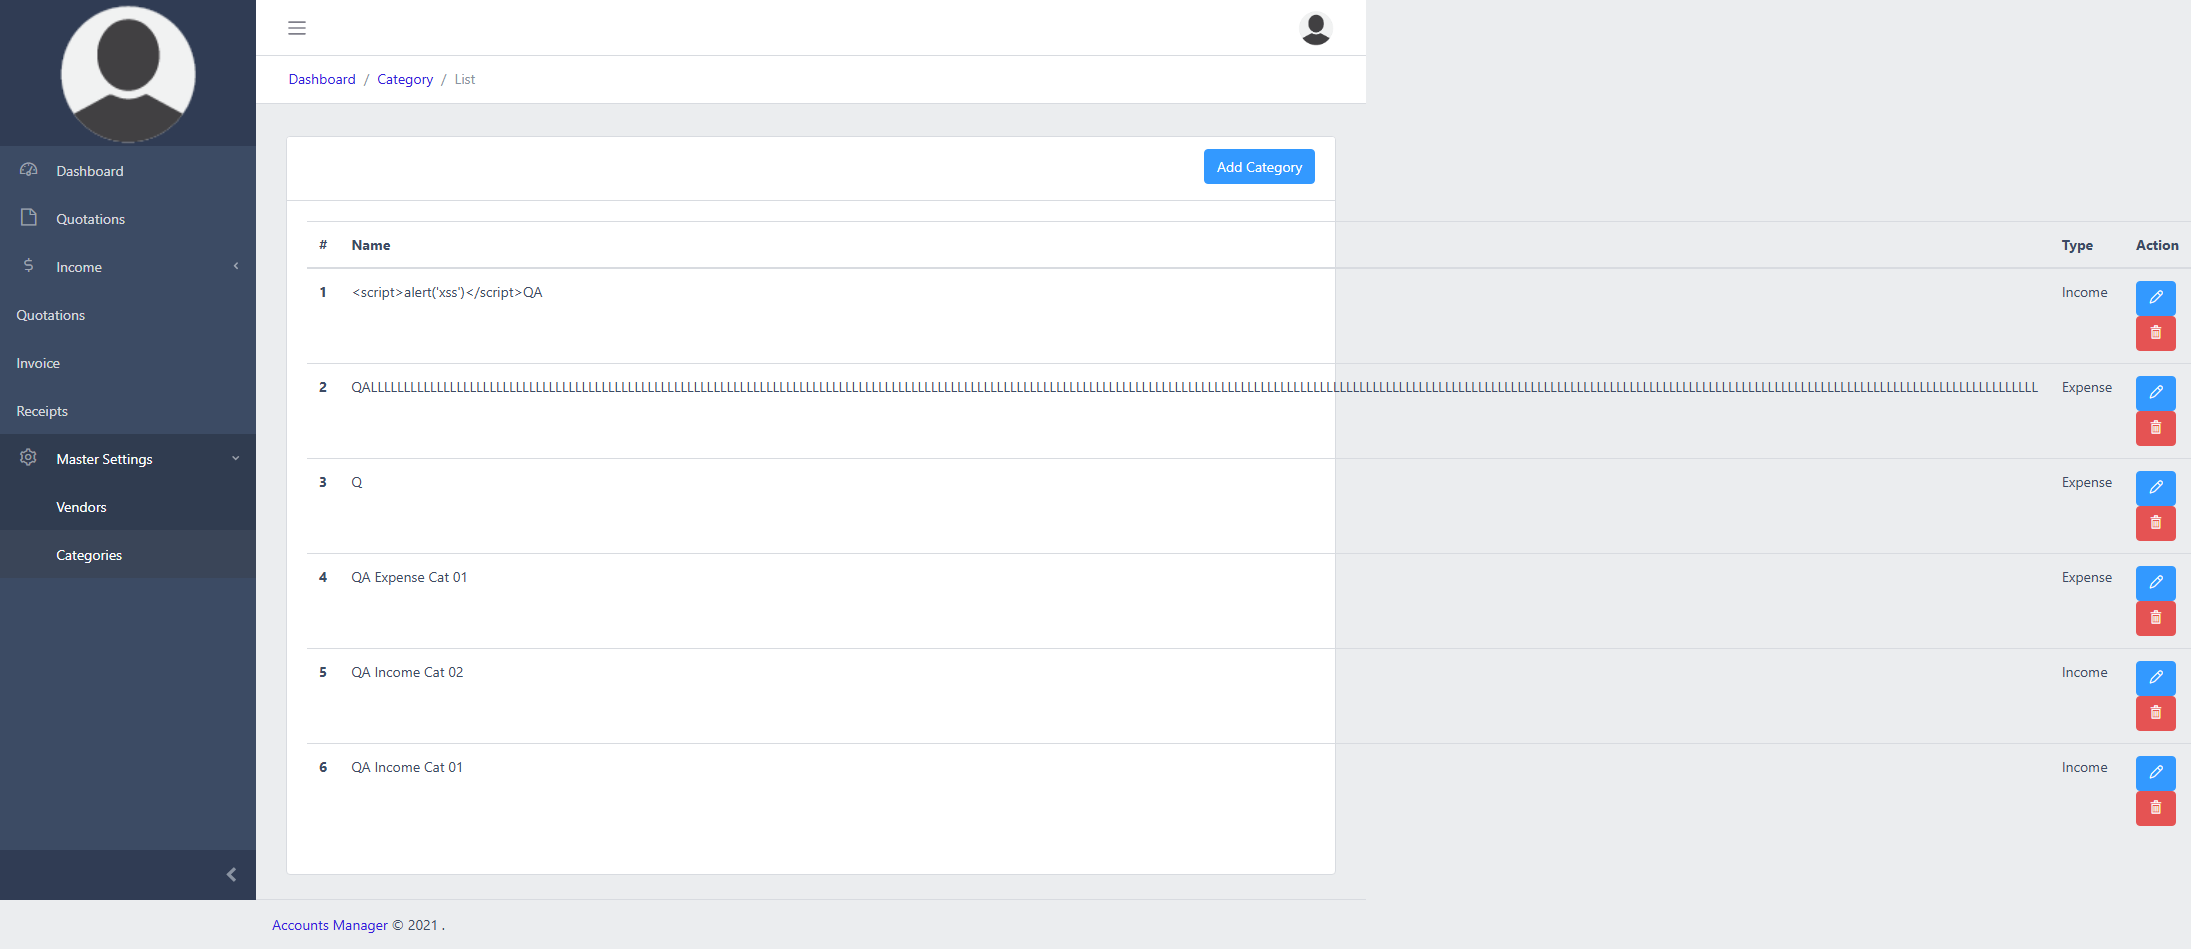 Dashboard / Category / List
Dashboard
Quotations
Income
Quotations
Invoice
Receipts
Master Settings
Vendors
Categories
Add Category
# Name Type Action
1 <script>alert('xss')</script>QA Income
2 Expense
3 Q Expense
4 QA Expense Cat 01 Expense
5 QA Income Cat 02 Income
6 QA Income Cat 01 Income
Accounts Manager © 2021 .